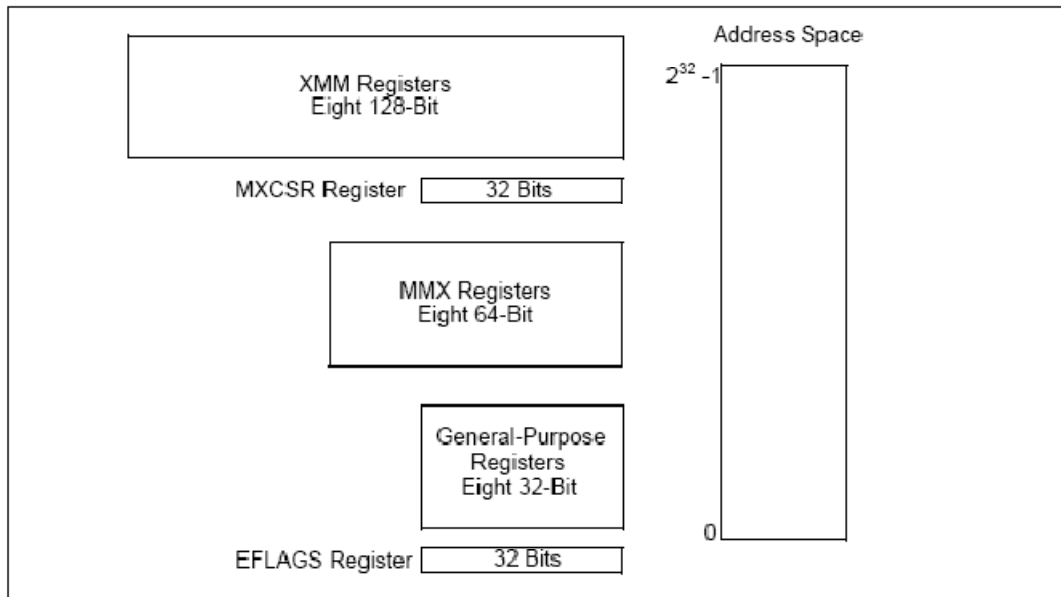 XMM Registers
Eight 128-Bit
MXCSR Register
32 Bits
MMX Registers
Eight 64-Bit
General-Purpose
Registers
Eight 32-Bit
EFLAGS Register
32 Bits
Address Space
2³² -1
0